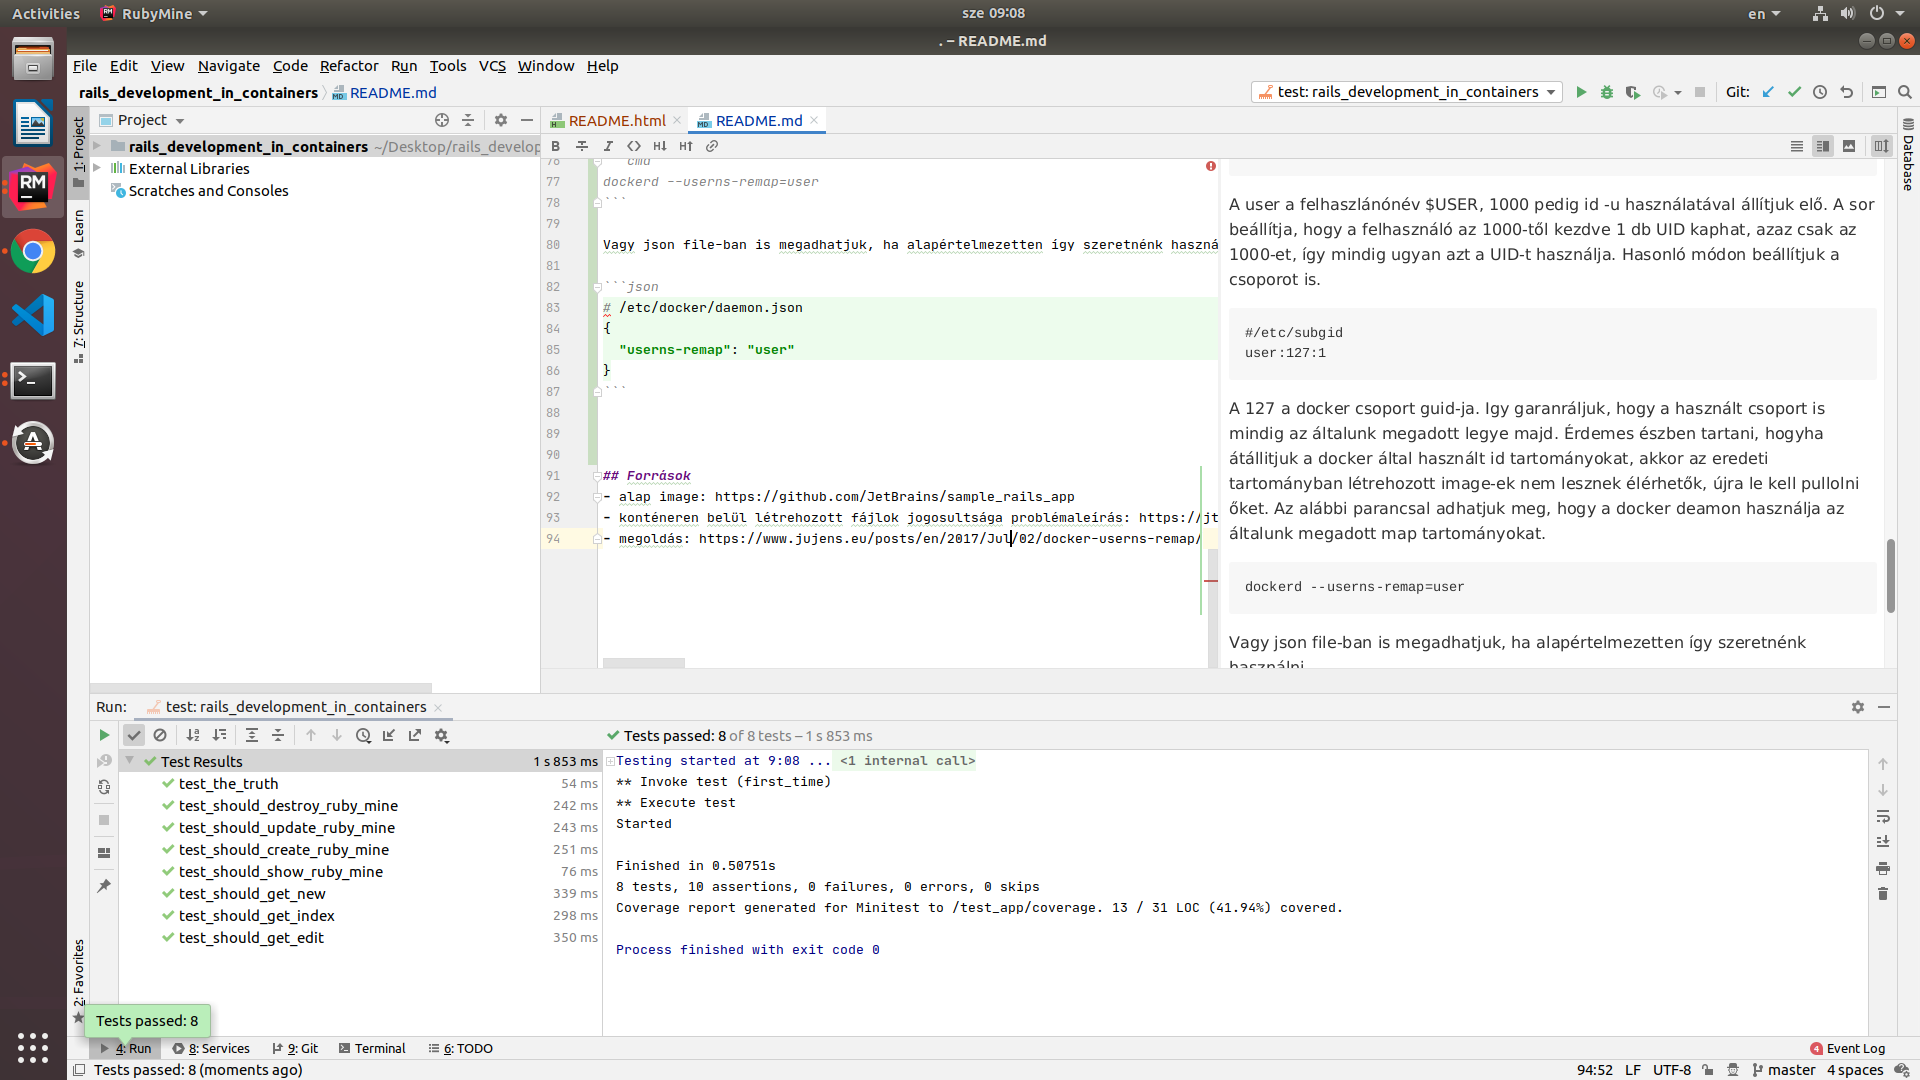 Activities
RubyMine
sze 09:08
en
. – README.md
File Edit View Navigate Code Refactor Run Tools VCS Window Help
rails_development_in_containers
README.md
test: rails_development_in_containers
Git:
1: Project
Learn
7: Structure
2: Favorites
Database
Project
rails_development_in_containers ~/Desktop/rails_develop
External Libraries
Scratches and Consoles
README.html
README.md
76 ```cmd
77 dockerd --userns-remap=user
78 ```
79
80 Vagy json file-ban is megadhatjuk, ha alapértelmezetten így szeretnénk haszná
81
82 ```json
83 # /etc/docker/daemon.json
84 {
85 "userns-remap": "user"
86 }
87 ```
88
89
90
91 ## Források
92 - alap image: https://github.com/JetBrains/sample_rails_app
93 - konténeren belül létrehozott fájlok jogosultsága problémaleírás: https://jt
94 - megoldás: https://www.jujens.eu/posts/en/2017/Jul/02/docker-userns-remap/
A user a felhaszlánónév $USER, 1000 pedig id -u használatával állítjuk elő. A sor
beállítja, hogy a felhasználó az 1000-től kezdve 1 db UID kaphat, azaz csak az
1000-et, így mindig ugyan azt a UID-t használja. Hasonló módon beállítjuk a
csoporot is.
#/etc/subgid
user:127:1
A 127 a docker csoport guid-ja. Igy garanráljuk, hogy a használt csoport is
mindig az általunk megadott legye majd. Érdemes észben tartani, hogyha
átállitjuk a docker által használt id tartományokat, akkor az eredeti
tartományban létrehozott image-ek nem lesznek élérhetők, újra le kell pullolni
őket. Az alábbi parancsal adhatjuk meg, hogy a docker deamon használja az
általunk megadott map tartományokat.
dockerd --userns-remap=user
Vagy json file-ban is megadhatjuk, ha alapértelmezetten így szeretnénk
használni
Run: test: rails_development_in_containers
Tests passed: 8 of 8 tests – 1 s 853 ms
Test Results 1 s 853 ms
test_the_truth 54 ms
test_should_destroy_ruby_mine 242 ms
test_should_update_ruby_mine 243 ms
test_should_create_ruby_mine 251 ms
test_should_show_ruby_mine 76 ms
test_should_get_new 339 ms
test_should_get_index 298 ms
test_should_get_edit 350 ms
Testing started at 9:08 ... <1 internal call>
** Invoke test (first_time)
** Execute test
Started
Finished in 0.50751s
8 tests, 10 assertions, 0 failures, 0 errors, 0 skips
Coverage report generated for Minitest to /test_app/coverage. 13 / 31 LOC (41.94%) covered.
Process finished with exit code 0
Tests passed: 8
4: Run 8: Services 9: Git Terminal 6: TODO
4 Event Log
Tests passed: 8 (moments ago)
94:52 LF UTF-8 master 4 spaces